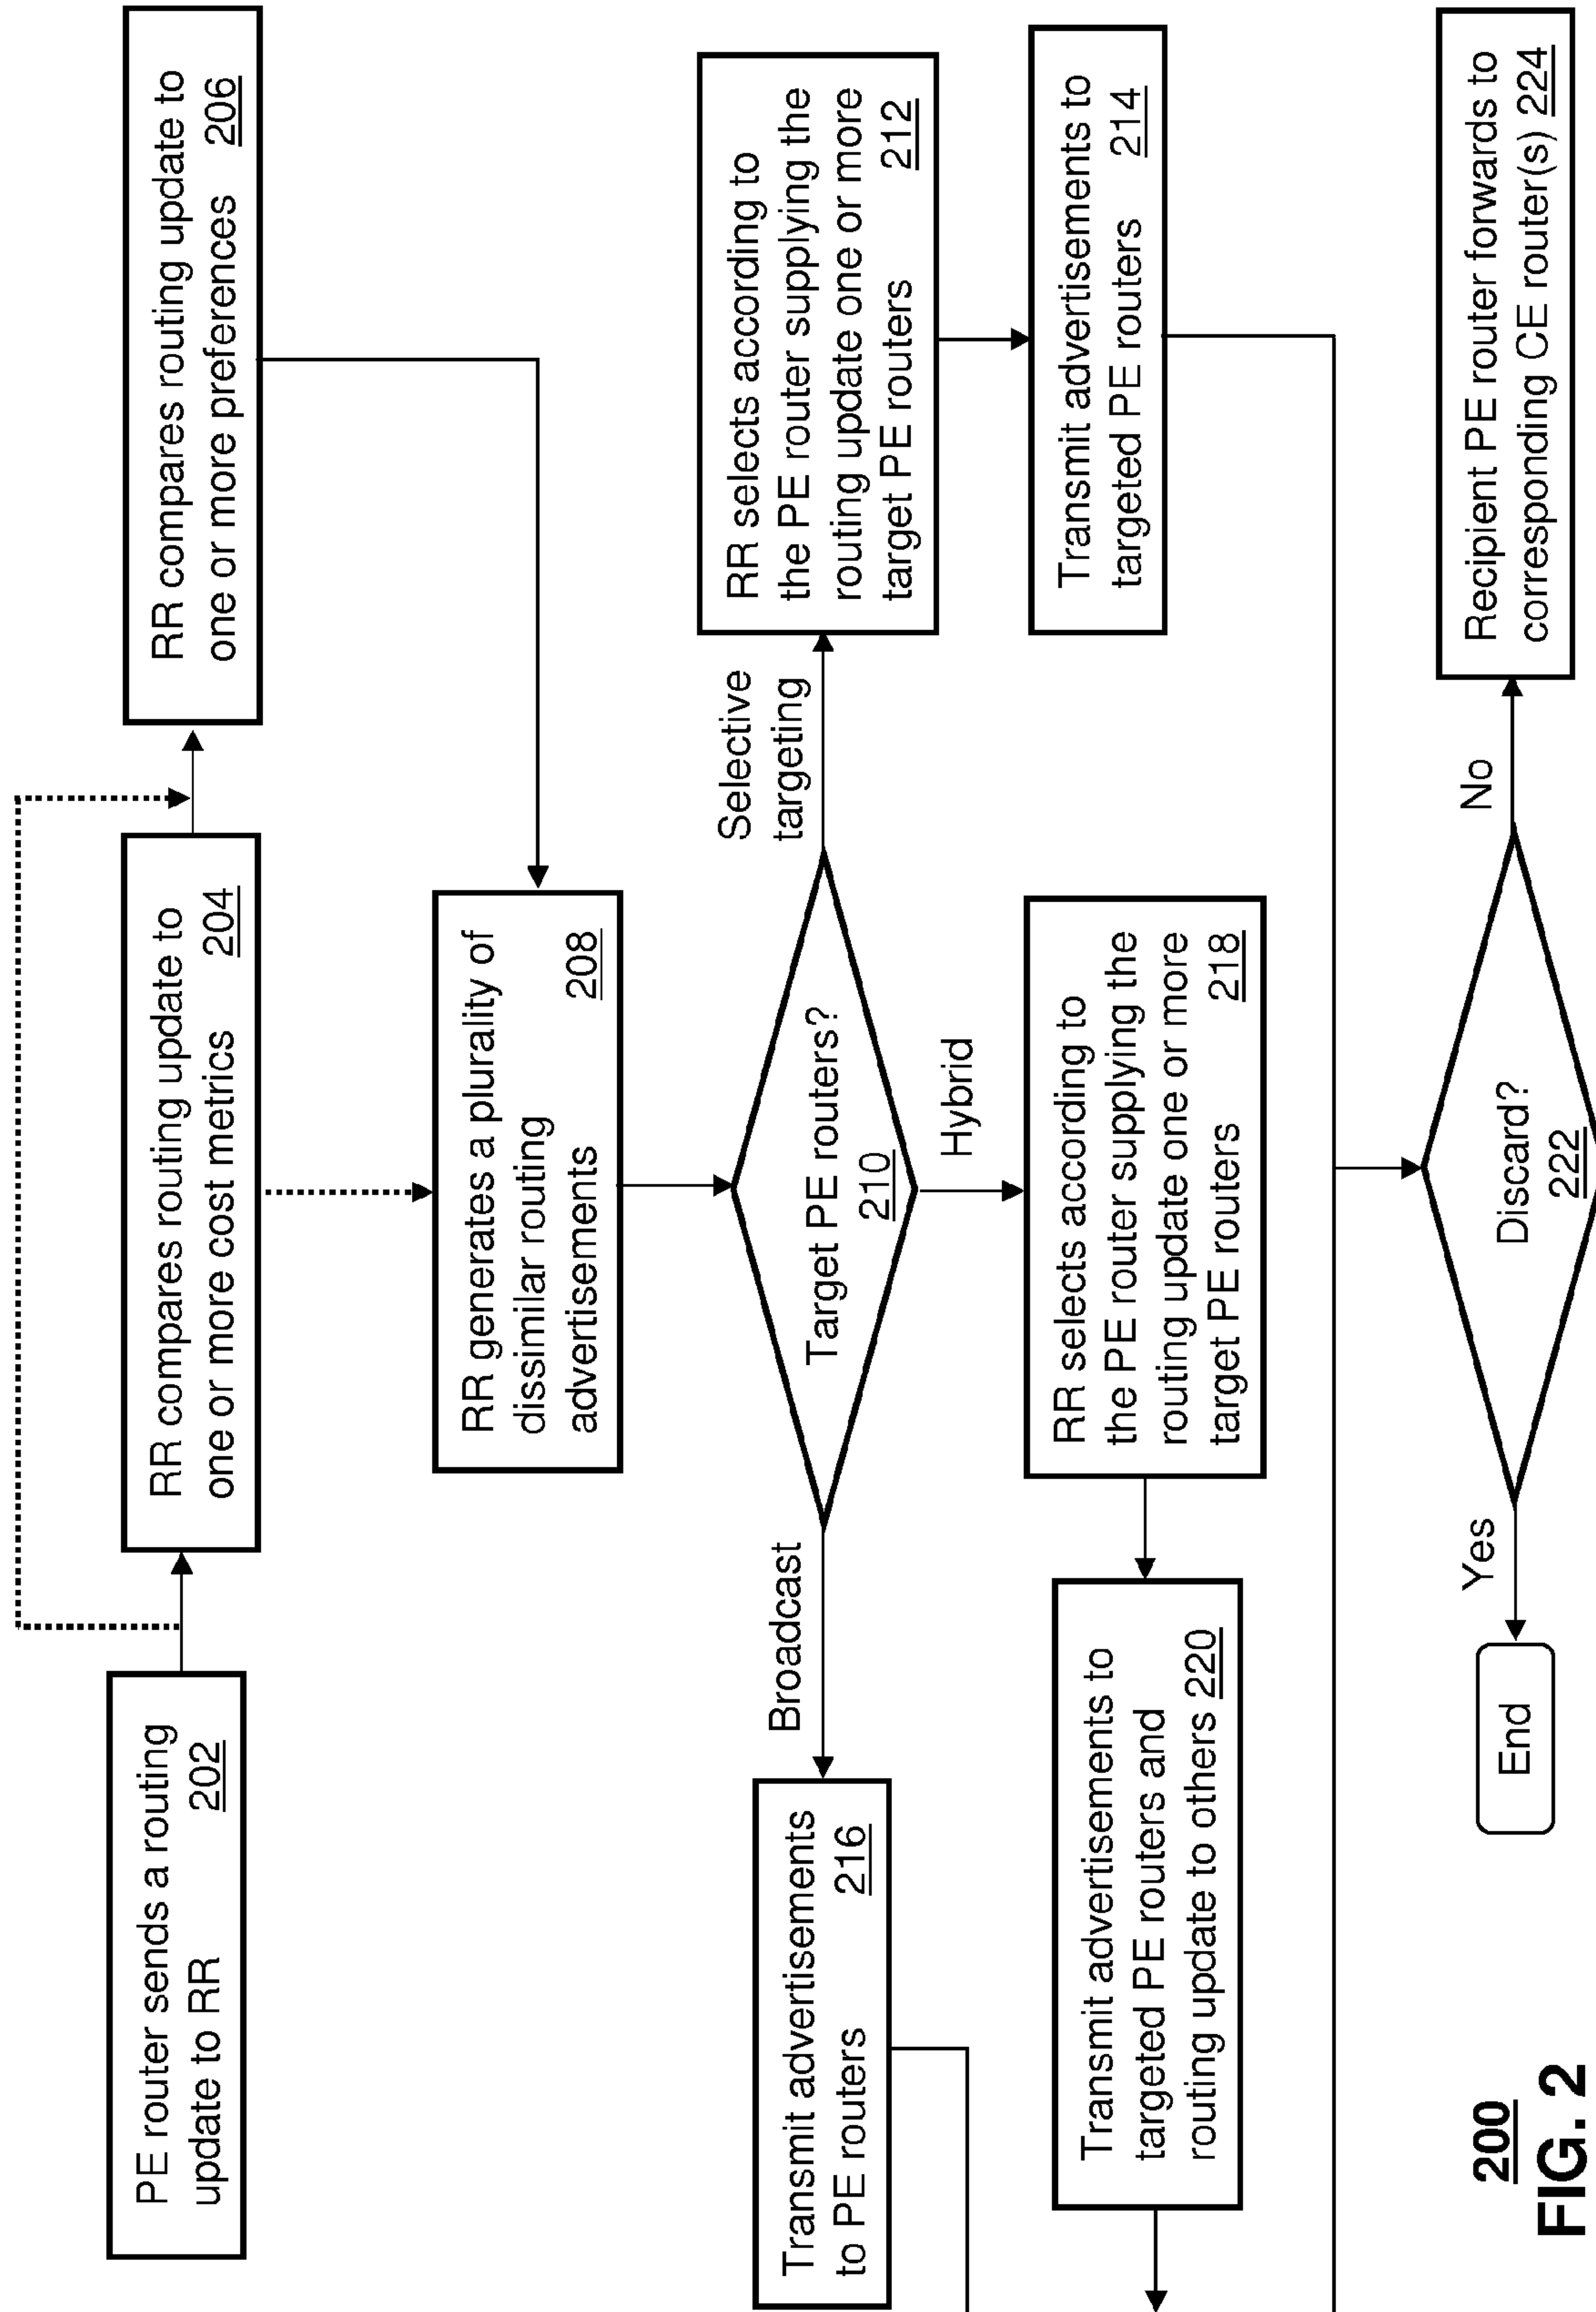 PE router sends a routing
update to RR 202
RR compares routing update to
one or more cost metrics 204
RR compares routing update to
one or more preferences 206
RR generates a plurality of
dissimilar routing
advertisements 208
Target PE routers?
210
Broadcast
Selective
targeting
Hybrid
Transmit advertisements
to PE routers 216
RR selects according to
the PE router supplying the
routing update one or more
target PE routers 218
RR selects according to
the PE router supplying the
routing update one or more
target PE routers 212
Transmit advertisements to
targeted PE routers and
routing update to others 220
Transmit advertisements to
targeted PE routers 214
Discard?
222
Yes
No
End
Recipient PE router forwards to
corresponding CE router(s) 224
200
FIG. 2